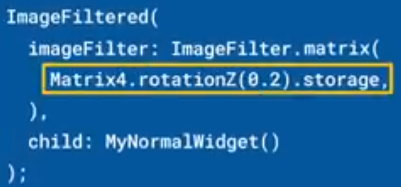 ImageFiltered(
  imageFilter: ImageFilter.matrix(
    Matrix4.rotationZ(0.2).storage,
  ),
  child: MyNormalWidget()
);